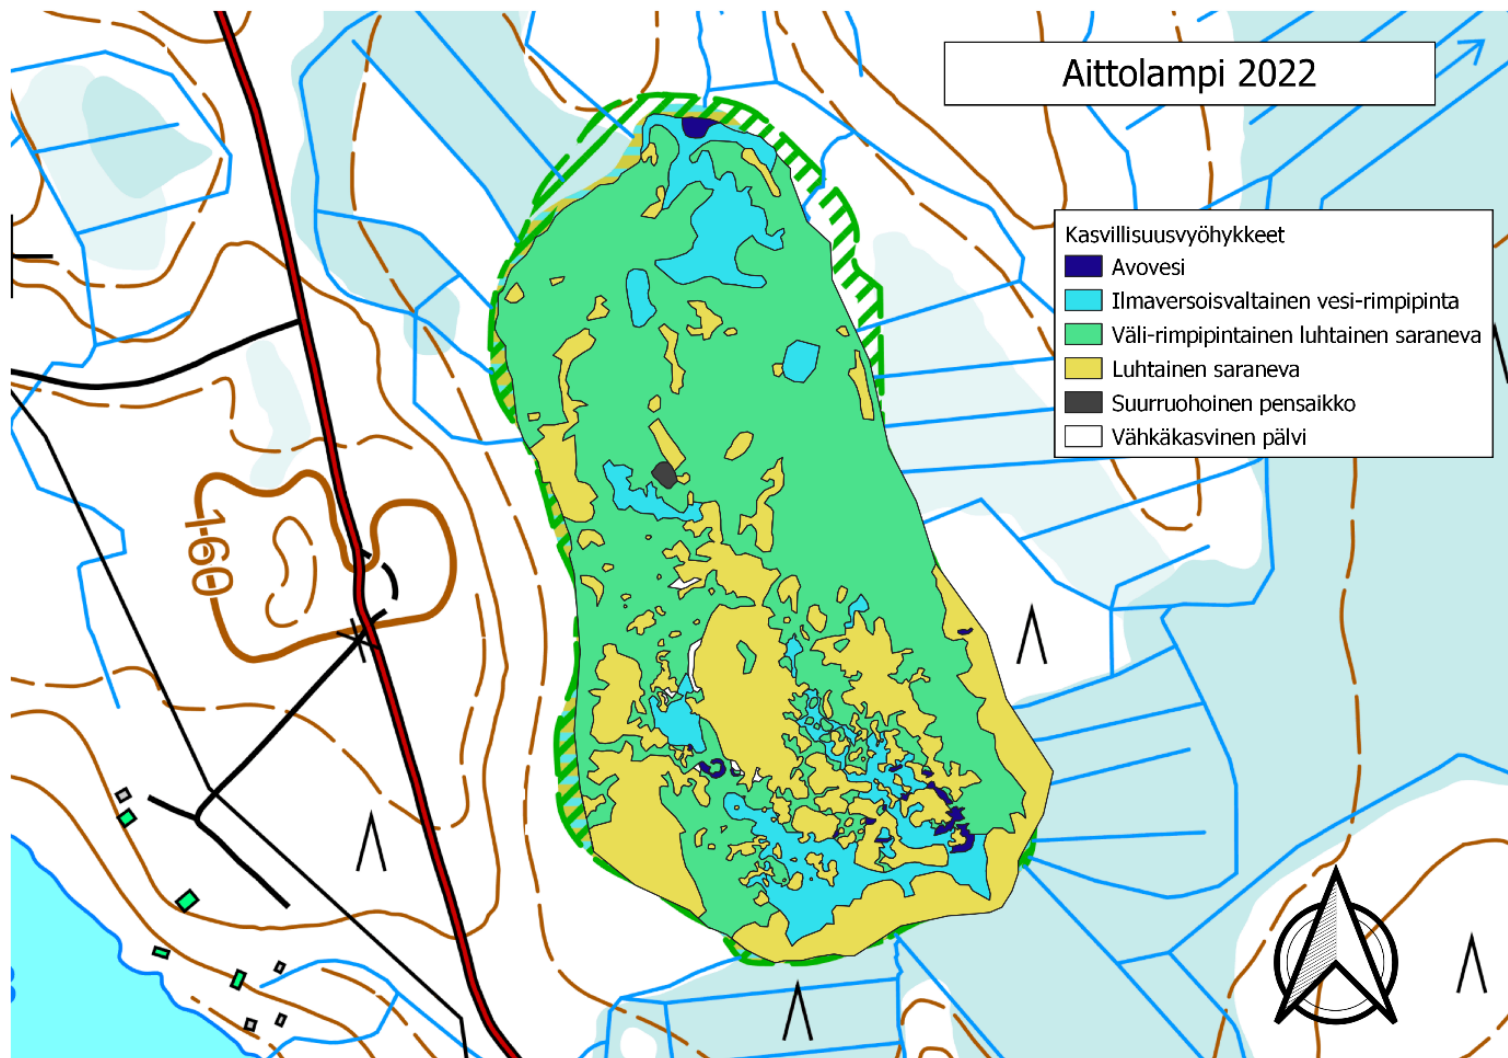 Aittolampi 2022
Kasvillisuusvyöhykkeet
Avovesi
Ilmaversoisvaltainen vesi-rimpipinta
Väli-rimpipintainen luhtainen saraneva
Luhtainen saraneva
Suurruohoinen pensaikko
Vähkäkasvinen pälvi
160